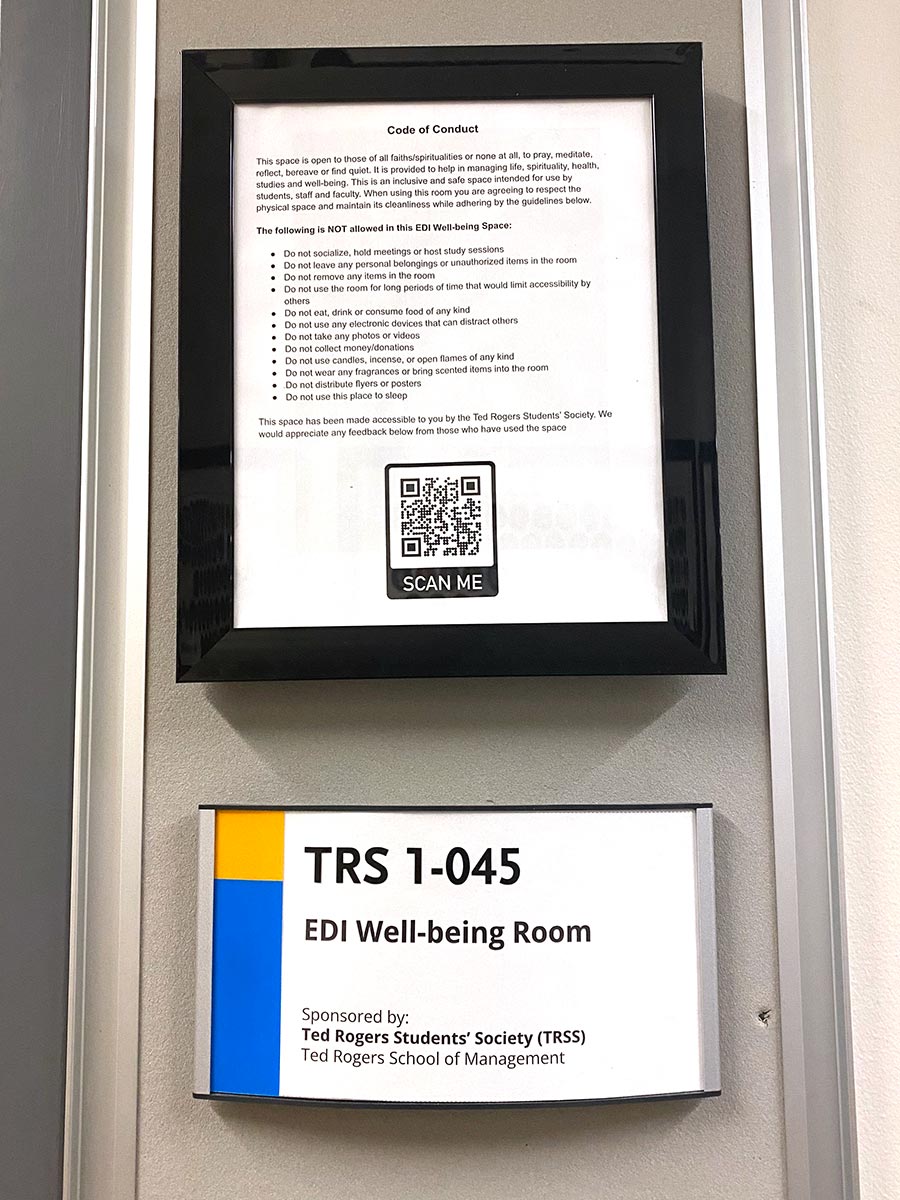 Code of Conduct
This space is open to those of all faiths/spiritualities or none at all, to pray, meditate,
reflect, bereave or find quiet. It is provided to help in managing life, spirituality, health,
studies and well-being. This is an inclusive and safe space intended for use by
students, staff and faculty. When using this room you are agreeing to respect the
physical space and maintain its cleanliness while adhering by the guidelines below.
The following is NOT allowed in this EDI Well-being Space:
• Do not socialize, hold meetings or host study sessions
• Do not leave any personal belongings or unauthorized items in the room
• Do not remove any items in the room
• Do not use the room for long periods of time that would limit accessibility by
others
• Do not eat, drink or consume food of any kind
• Do not use any electronic devices that can distract others
• Do not take any photos or videos
• Do not collect money/donations
• Do not use candles, incense, or open flames of any kind
• Do not wear any fragrances or bring scented items into the room
• Do not distribute flyers or posters
• Do not use this place to sleep
This space has been made accessible to you by the Ted Rogers Students' Society. We
would appreciate any feedback below from those who have used the space
SCAN ME
TRS 1-045
EDI Well-being Room
Sponsored by:
Ted Rogers Students' Society (TRSS)
Ted Rogers School of Management